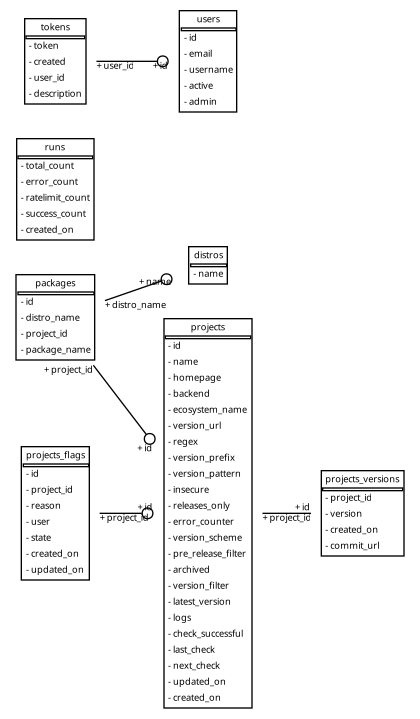 tokens
- token
- created
- user_id
- description
+ user_id
+ id
users
- id
- email
- username
- active
- admin
runs
- total_count
- error_count
- ratelimit_count
- success_count
- created_on
distros
- name
+ name
+ distro_name
packages
- id
- distro_name
- project_id
- package_name
+ project_id
+ id
projects
- id
- name
- homepage
- backend
- ecosystem_name
- version_url
- regex
- version_prefix
- version_pattern
- insecure
- releases_only
- error_counter
- version_scheme
- pre_release_filter
- archived
- version_filter
- latest_version
- logs
- check_successful
- last_check
- next_check
- updated_on
- created_on
projects_flags
- id
- project_id
- reason
- user
- state
- created_on
- updated_on
+ id
+ project_id
+ id
+ project_id
projects_versions
- project_id
- version
- created_on
- commit_url